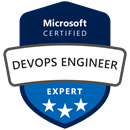 Microsoft
CERTIFIED
DEVOPS ENGINEER
EXPERT